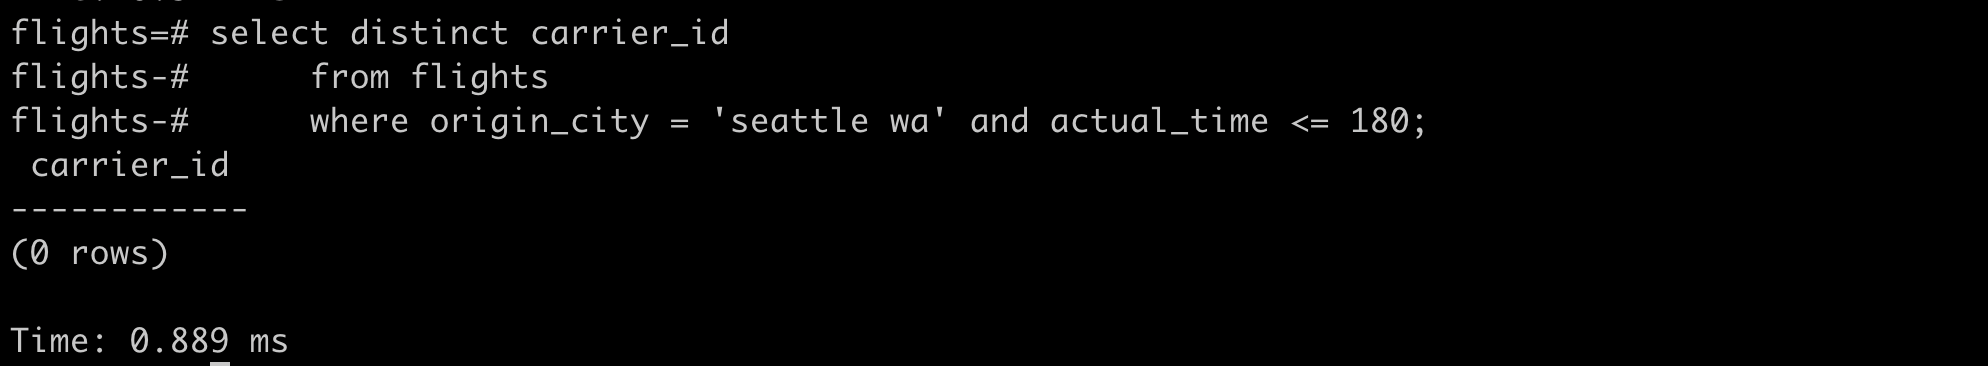 flights=# select distinct carrier_id
flights-#      from flights
flights-#      where origin_city = 'seattle wa' and actual_time <= 180;
 carrier_id
------------
(0 rows)

Time: 0.889 ms